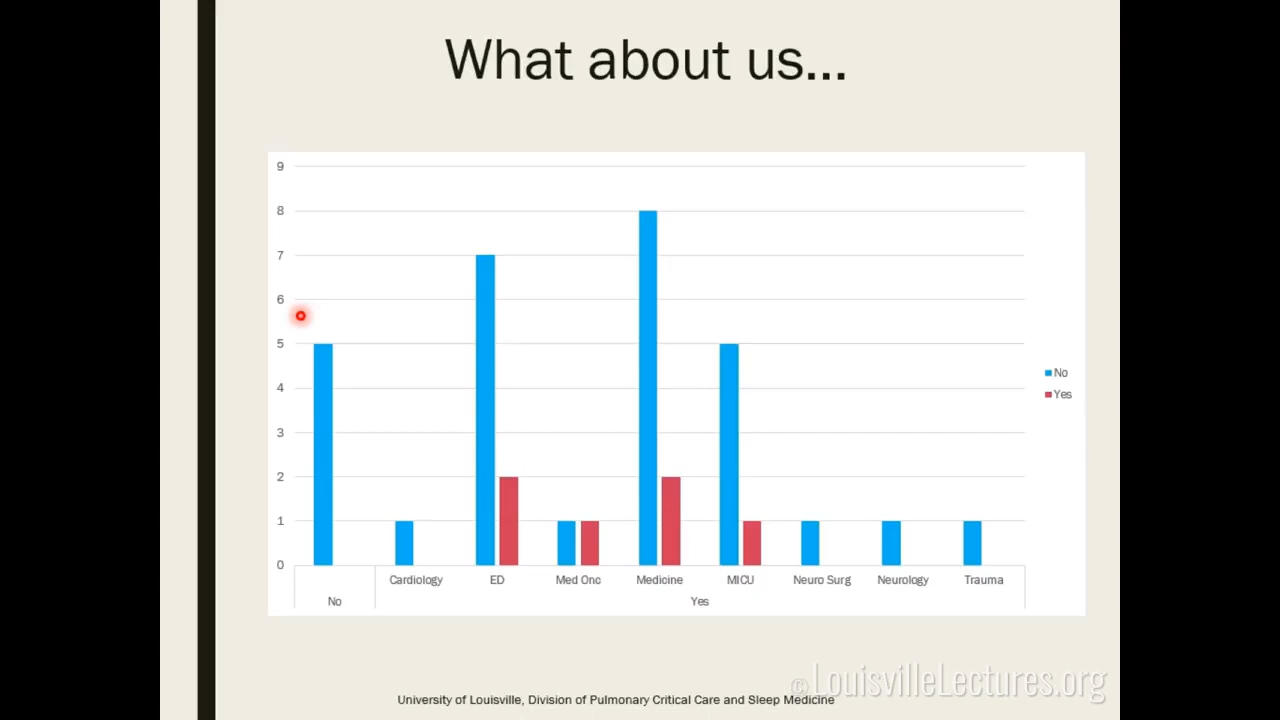 What about us...
9
8
7
6
5
4
3
2
1
0
No
Yes
Cardiology ED Med Onc Medicine MICU Neuro Surg Neurology Trauma
No Yes
©LouisvilleLectures.org
University of Louisville, Division of Pulmonary Critical Care and Sleep Medicine